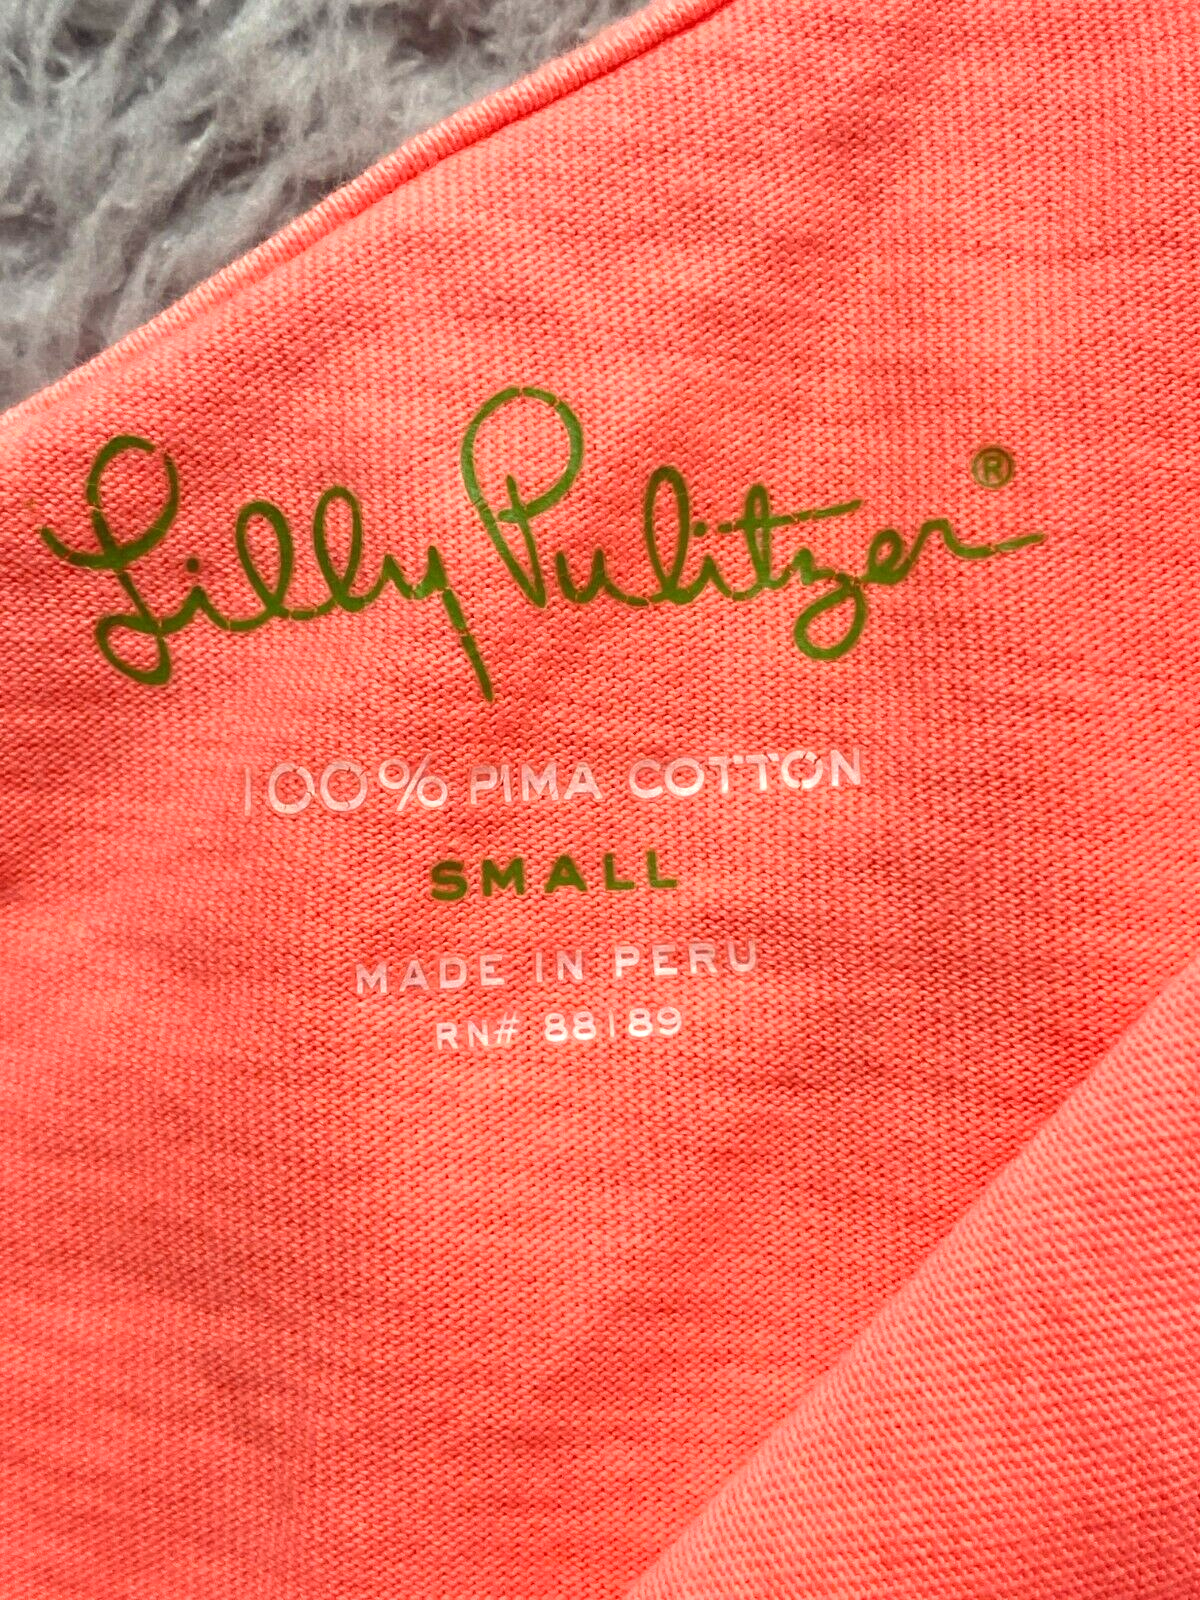 Lilly Pulitzer®
100% PIMA COTTON
SMALL
MADE IN PERU
RN# 88189